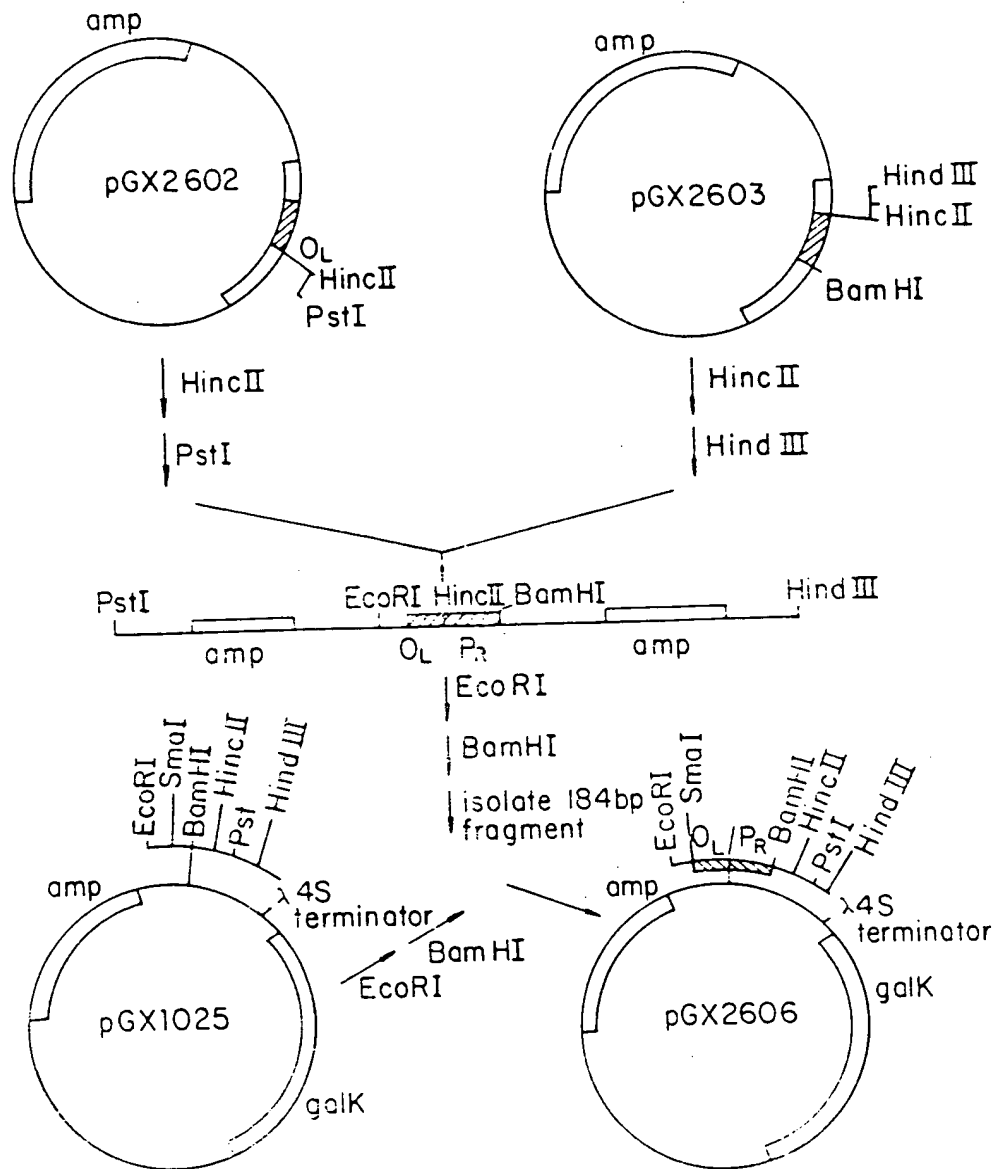 amp
pGX2602
OL
HincII
PstI
amp
pGX2603
Hind III
HincII
Bam HI
HincII
PstI
HincII
Hind III
PstI
EcoRI HincII BamHI
Hind III
amp
OL PR
amp
EcoRI
BamHI
isolate 184bp
fragment
EcoRI
SmaI
BamHI
HincII
Pst
Hind III
amp
λ4S
terminator
pGX1025
galK
EcoRI
BamHI
EcoRI
SmaI
OL/PR
BamHI
HincII
PstI
Hind III
amp
λ4S
terminator
galK
pGX2606